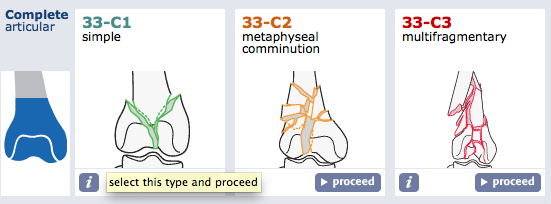 Complete
articular
33-C1
simple
33-C2
metaphyseal
comminution
33-C3
multifragmentary
i
select this type and proceed
i
proceed
i
proceed